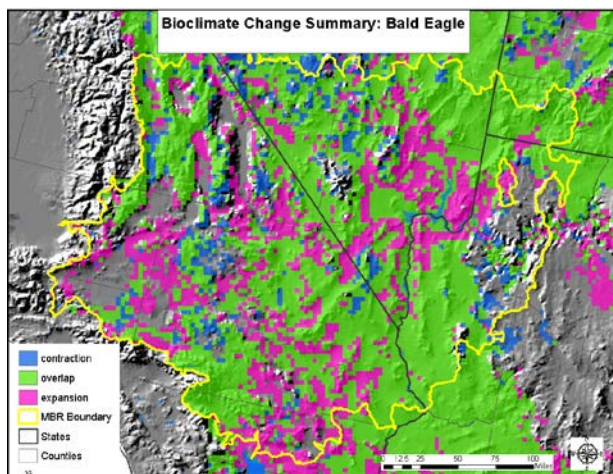 Bioclimate Change Summary: Bald Eagle
contraction
overlap
expansion
MBR Boundary
States
Counties
0 12.5 25 50 75 100
Miles